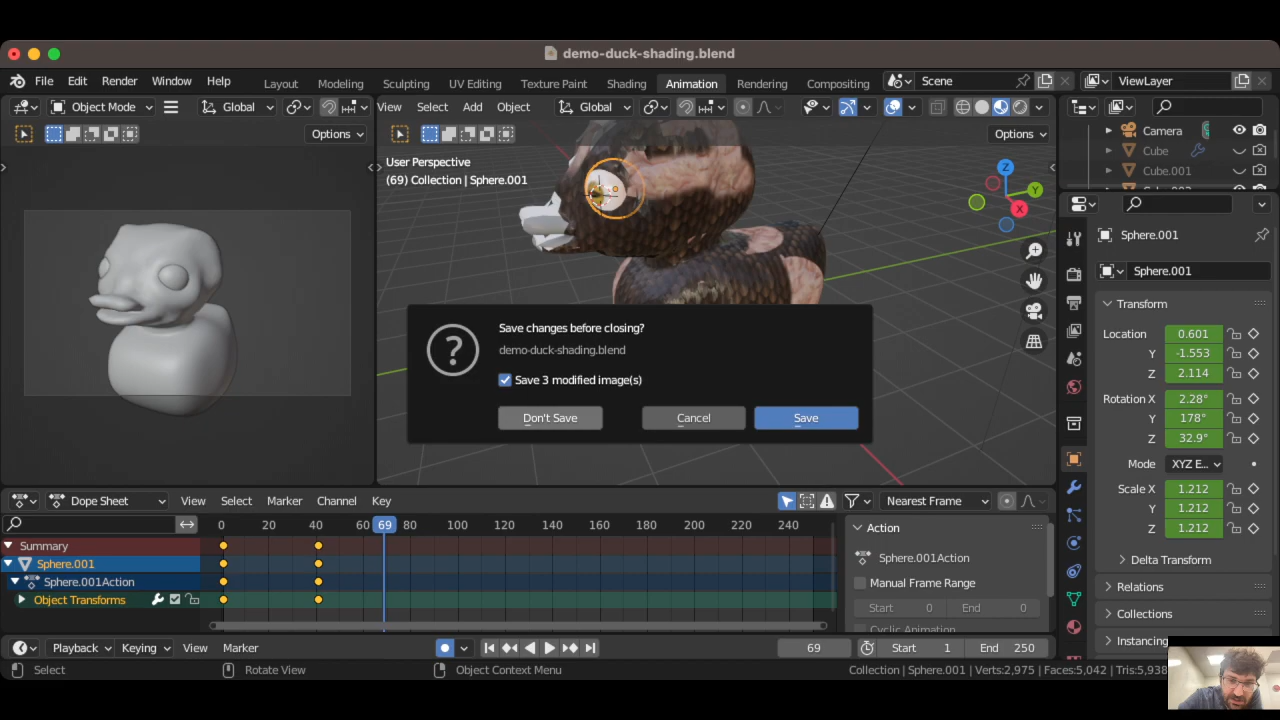 demo-duck-shading.blend
File Edit Render Window Help
Layout Modeling Sculpting UV Editing Texture Paint Shading Animation Rendering Compositing
Scene
ViewLayer
Object Mode
Global
View Select Add Object
Global
Options
Options
User Perspective
(69) Collection | Sphere.001
Z
Y
X
Camera
Cube
Cube.001
Sphere.001
Sphere.001
Transform
Location 0.601
Y -1.553
Z 2.114
Rotation X 2.28°
Y 178°
Z 32.9°
Mode XYZ E...
Scale X 1.212
Y 1.212
Z 1.212
Delta Transform
Relations
Collections
Instancing
Save changes before closing?
demo-duck-shading.blend
Save 3 modified image(s)
Don't Save Cancel Save
Dope Sheet View Select Marker Channel Key
Nearest Frame
0 20 40 60 69 80 100 120 140 160 180 200 220 240
Summary
Sphere.001
Sphere.001Action
Object Transforms
Action
Sphere.001Action
Manual Frame Range
Start 0 End 0
Cyclic Animation
Playback Keying View Marker
69
Start 1 End 250
Select
Rotate View
Object Context Menu
Collection | Sphere.001 | Verts:2,975 | Faces:5,042 | Tris:5,938